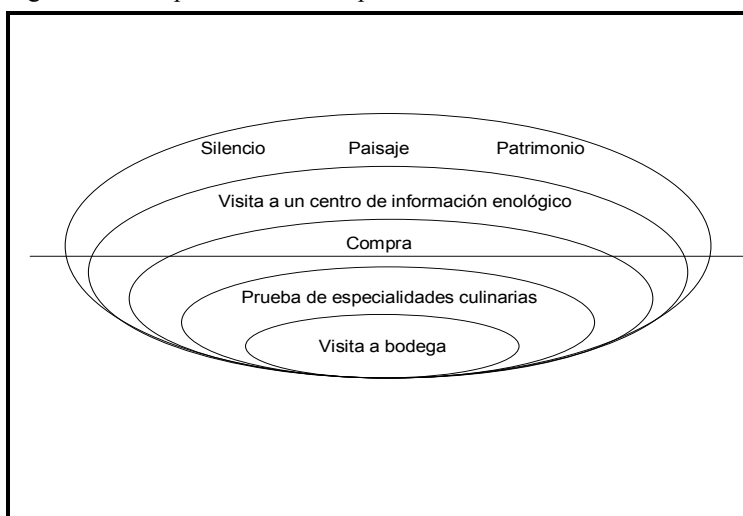 Silencio Paisaje Patrimonio
Visita a un centro de información enológico
Compra
Prueba de especialidades culinarias
Visita a bodega